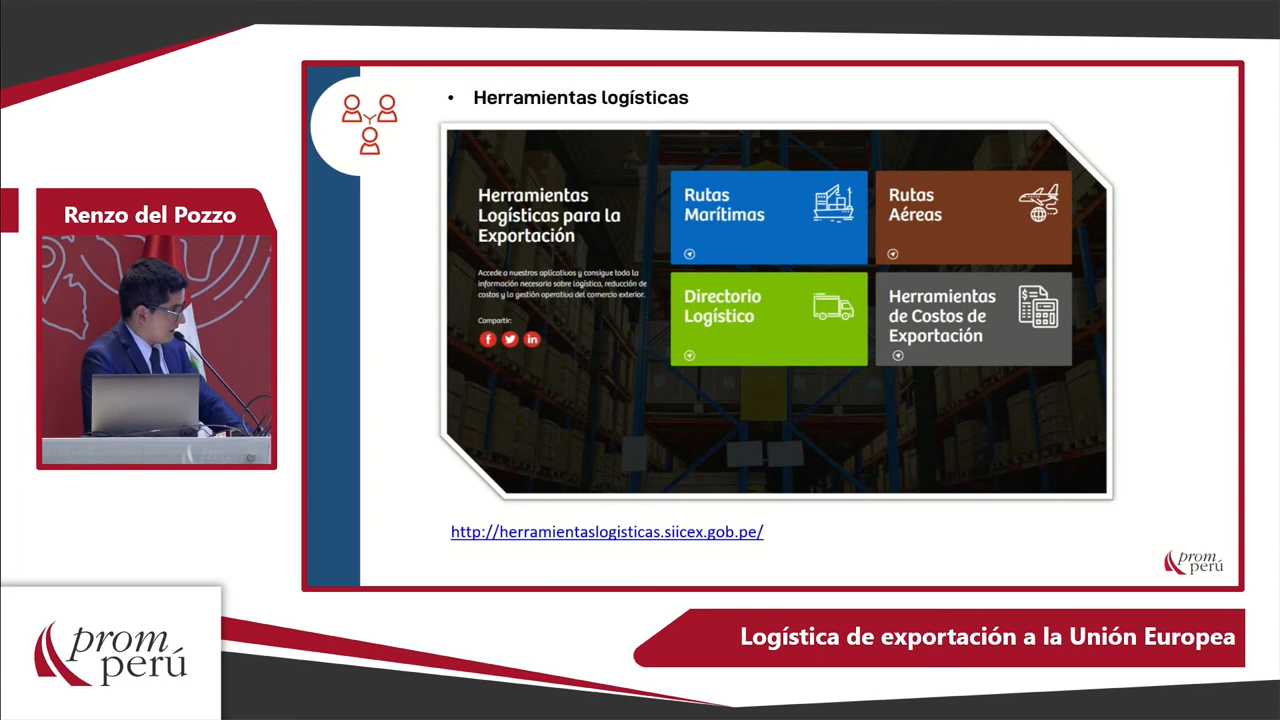 Renzo del Pozzo
• Herramientas logísticas
Herramientas
Logísticas para la
Exportación
Accede a nuestros aplicativos y consigue toda la
información necesaria sobre logística, reducción de
costos y la gestión operativa del comercio exterior.
Compartir:
f
in
Rutas
Marítimas
Rutas
Aéreas
Directorio
Logístico
Herramientas
de Costos de
Exportación
http://herramientaslogisticas.siicex.gob.pe/
prom
perú
prom
perú
Logística de exportación a la Unión Europea